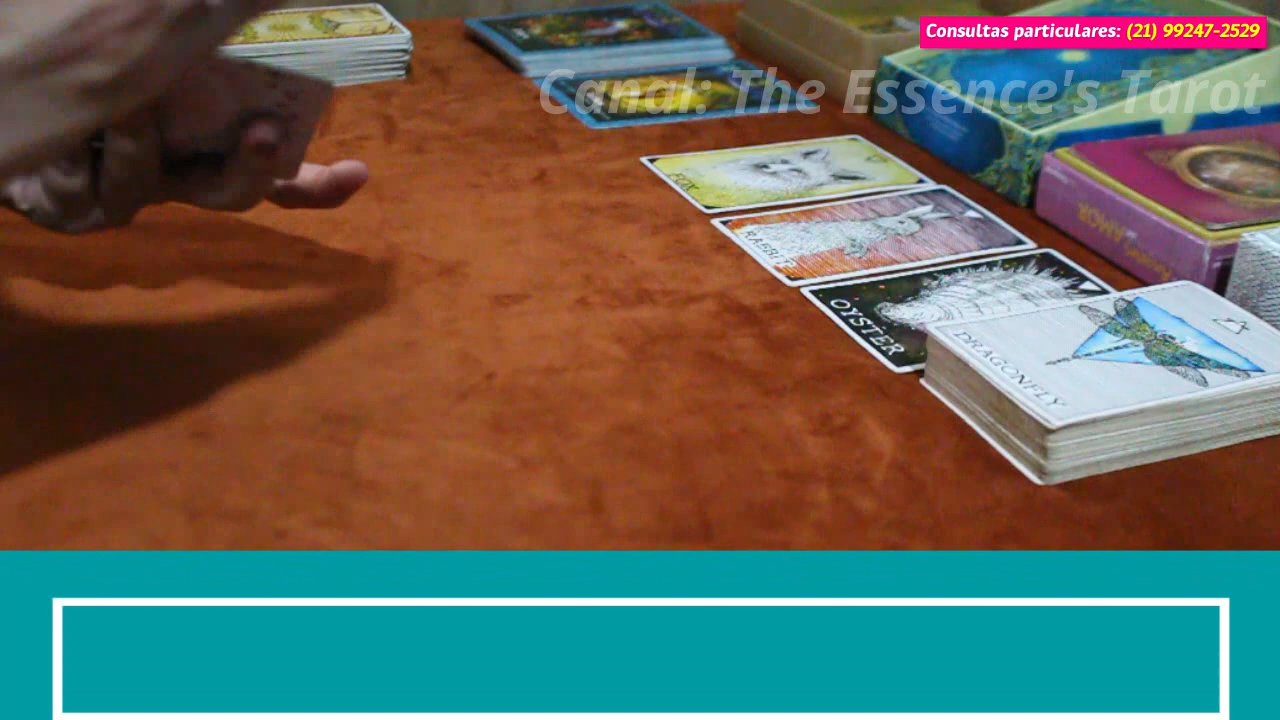 Consultas particulares: (21) 99247-2529
Canal: The Essence's Tarot
FOX
RABBIT
OYSTER
DRAGONFLY